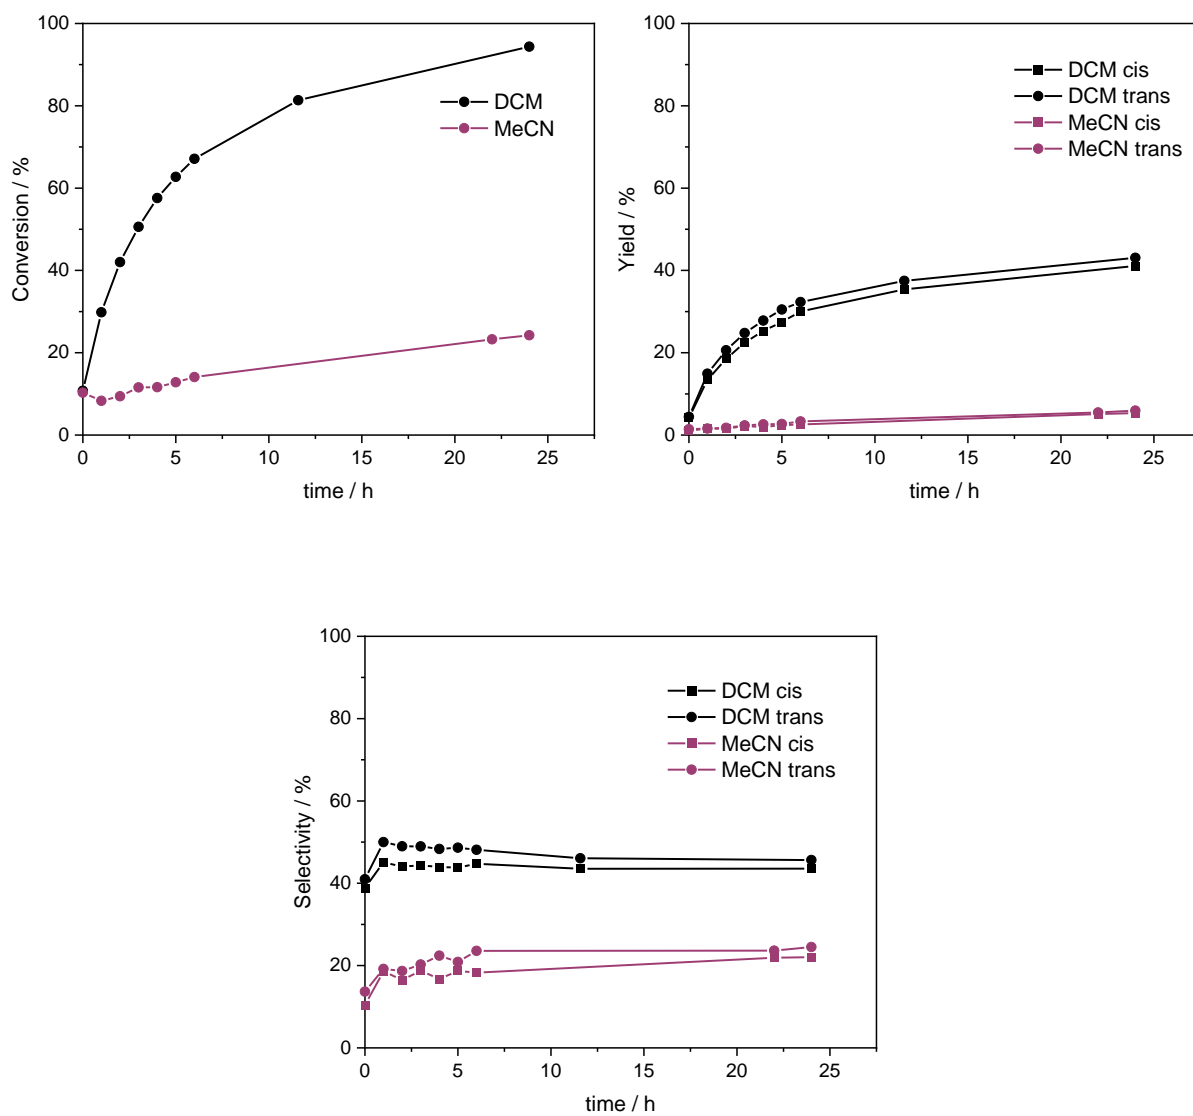 100
80
60
40
20
0
Conversion / %
DCM
MeCN
0
5
10
15
20
25
time / h
100
80
60
40
20
0
Yield / %
DCM cis
DCM trans
MeCN cis
MeCN trans
0
5
10
15
20
25
time / h
100
80
60
40
20
0
Selectivity / %
DCM cis
DCM trans
MeCN cis
MeCN trans
0
5
10
15
20
25
time / h